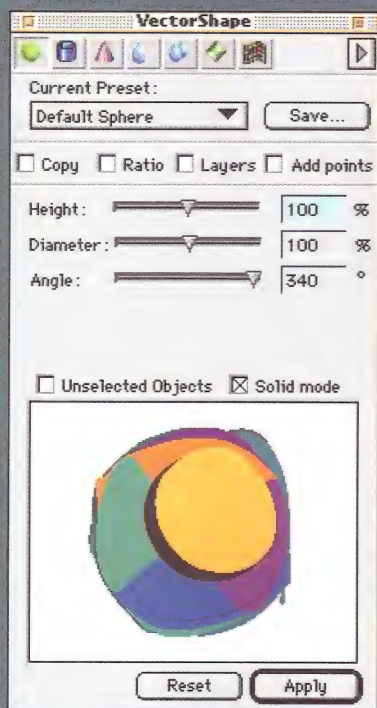 VectorShape
Current Preset:
Default Sphere
Save...
Copy Ratio Layers Add points
Height: 100 %
Diameter: 100 %
Angle: 340 °
Unselected Objects Solid mode
Reset Apply